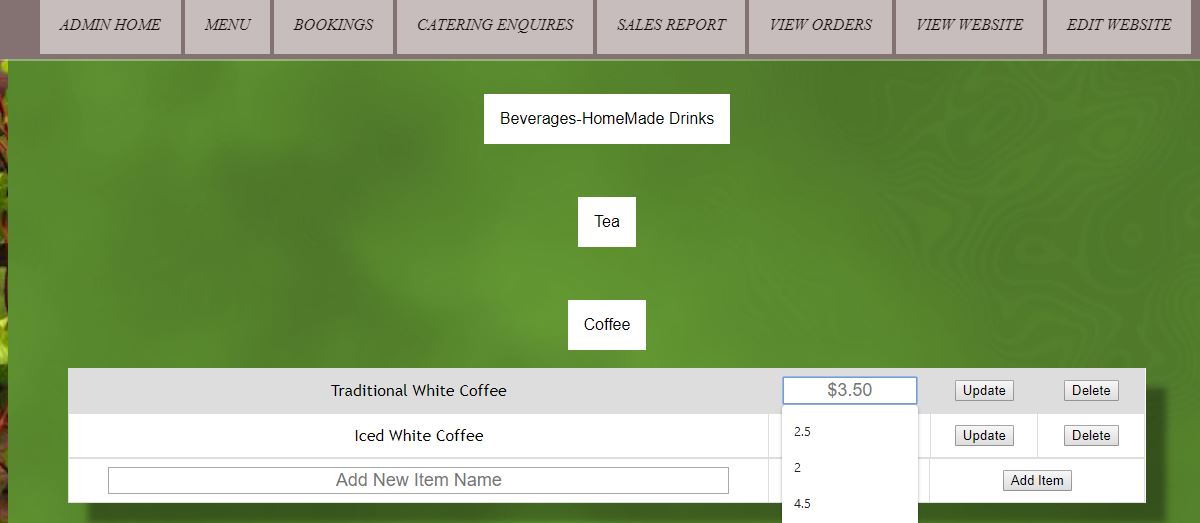 ADMIN HOME MENU BOOKINGS CATERING ENQUIRES SALES REPORT VIEW ORDERS VIEW WEBSITE EDIT WEBSITE
Beverages-HomeMade Drinks
Tea
Coffee
Traditional White Coffee $3.50 Update Delete
2.5
Iced White Coffee Update Delete
2
Add New Item Name Add Item
4.5